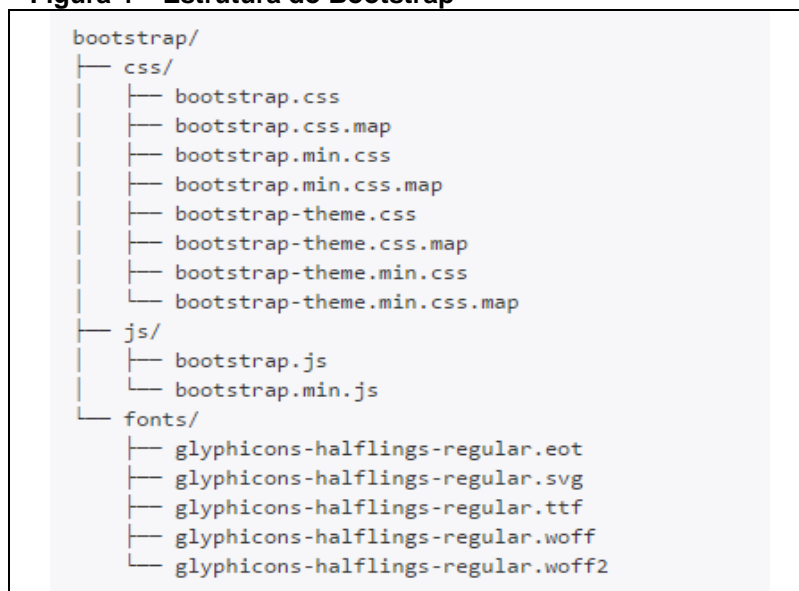 Figura 4 – Estrutura do Bootstrap
bootstrap/
├── css/
│   ├── bootstrap.css
│   ├── bootstrap.css.map
│   ├── bootstrap.min.css
│   ├── bootstrap.min.css.map
│   ├── bootstrap-theme.css
│   ├── bootstrap-theme.css.map
│   ├── bootstrap-theme.min.css
│   └── bootstrap-theme.min.css.map
├── js/
│   ├── bootstrap.js
│   └── bootstrap.min.js
└── fonts/
    ├── glyphicons-halflings-regular.eot
    ├── glyphicons-halflings-regular.svg
    ├── glyphicons-halflings-regular.ttf
    ├── glyphicons-halflings-regular.woff
    └── glyphicons-halflings-regular.woff2